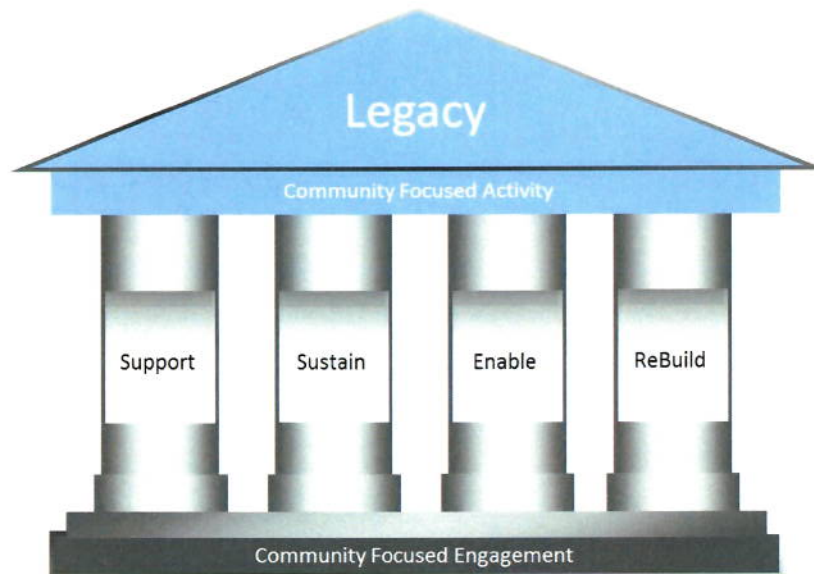 Legacy
Community Focused Activity
Support
Sustain
Enable
ReBuild
Community Focused Engagement